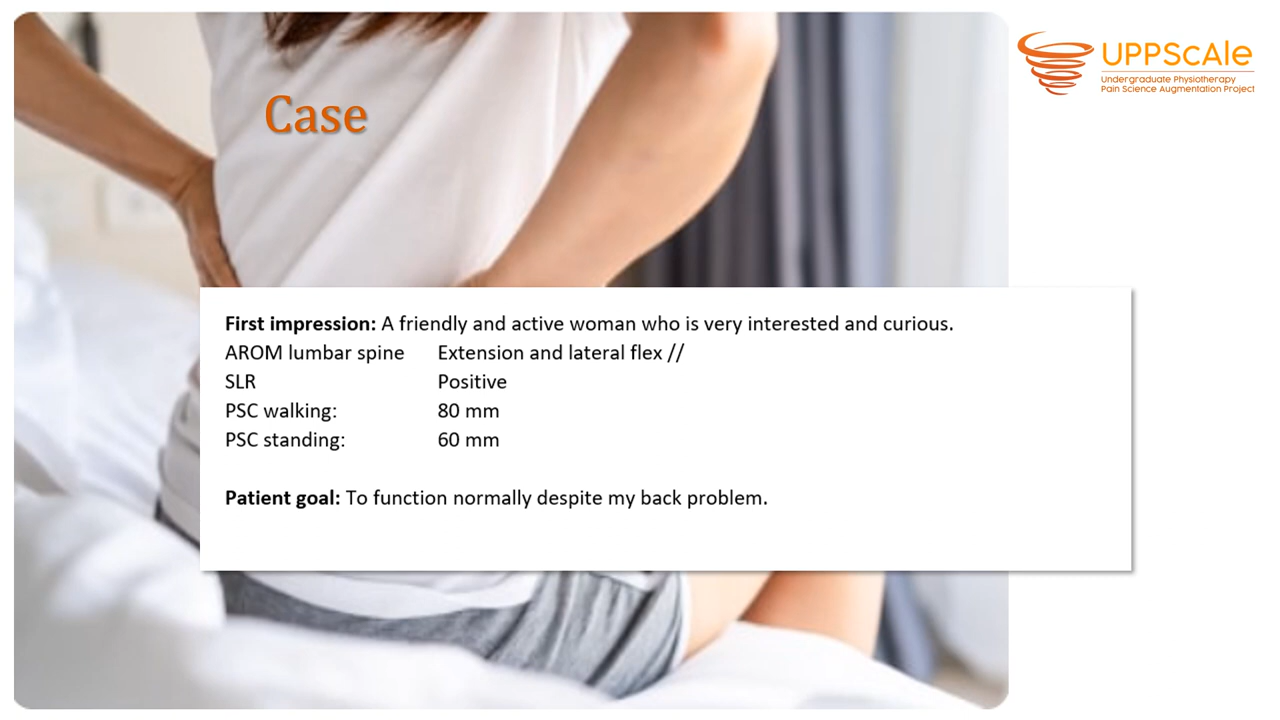 Case
UPPScale
Undergraduate Physiotherapy
Pain Science Augmentation Project
First impression: A friendly and active woman who is very interested and curious.
AROM lumbar spine Extension and lateral flex //
SLR Positive
PSC walking: 80 mm
PSC standing: 60 mm
Patient goal: To function normally despite my back problem.